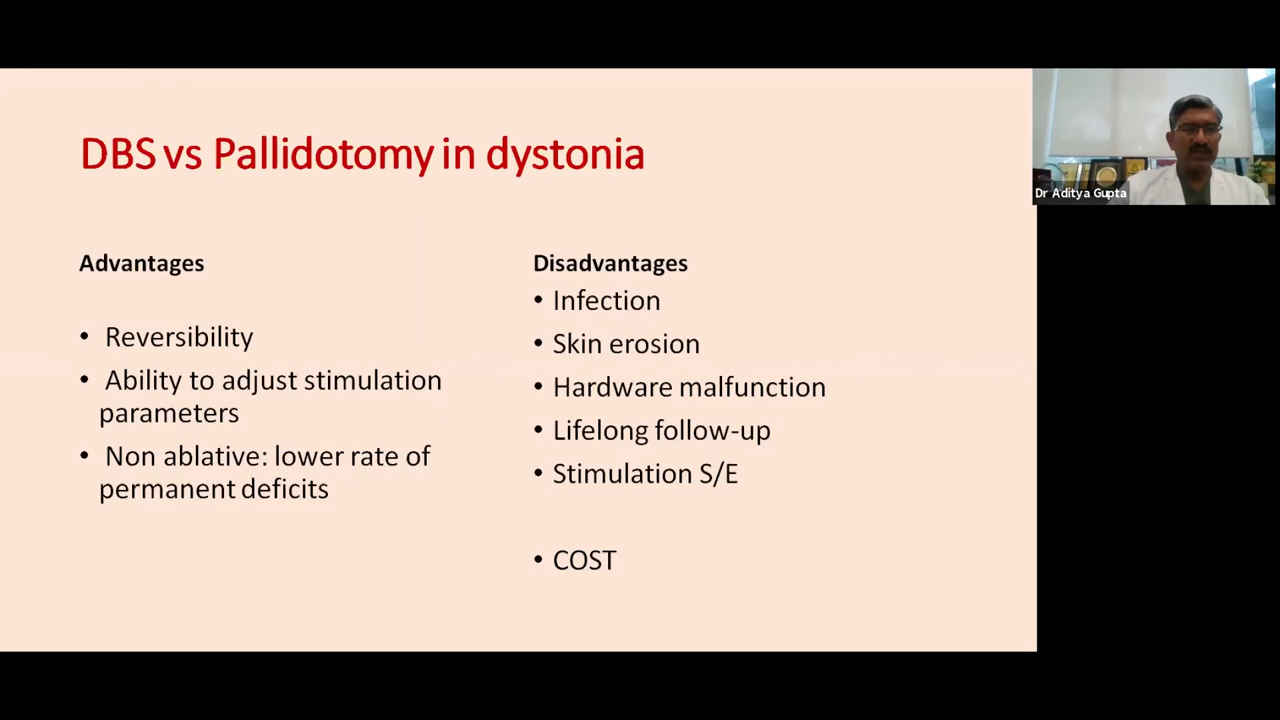 DBS vs Pallidotomy in dystonia
Dr Aditya Gupta
Advantages
• Reversibility
• Ability to adjust stimulation
parameters
• Non ablative: lower rate of
permanent deficits
Disadvantages
• Infection
• Skin erosion
• Hardware malfunction
• Lifelong follow-up
• Stimulation S/E
• COST